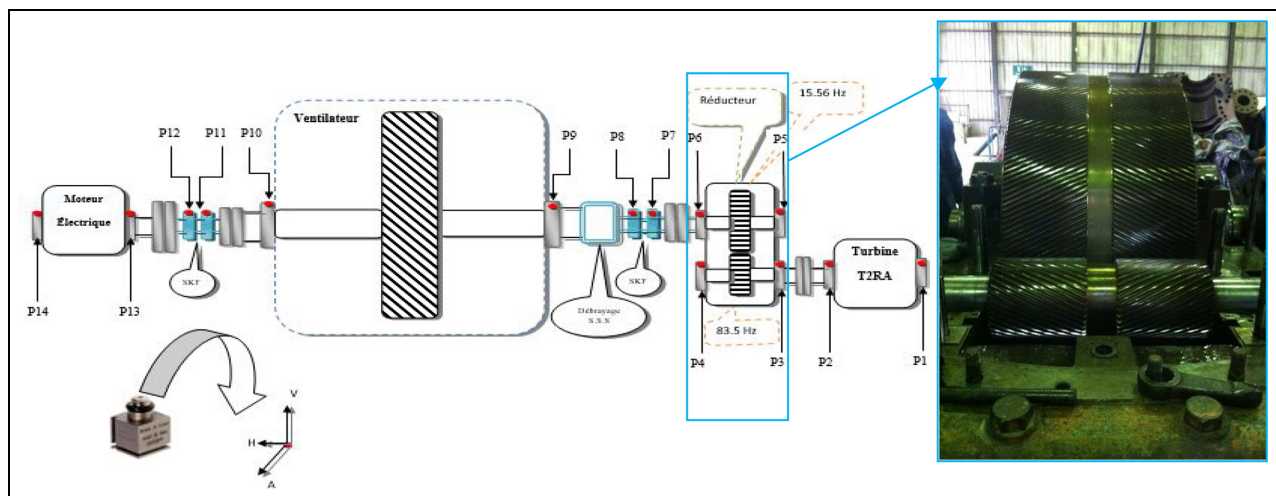 Réducteur
15.56 Hz
Ventilateur
P12
P11
P10
P9
P8
P7
P6
P5
Moteur
Électrique
Turbine
T2RA
SKF
SKF
Débrayage
S.S.S
83.5 Hz
P14
P13
P4
P3
P2
P1
V
H
A